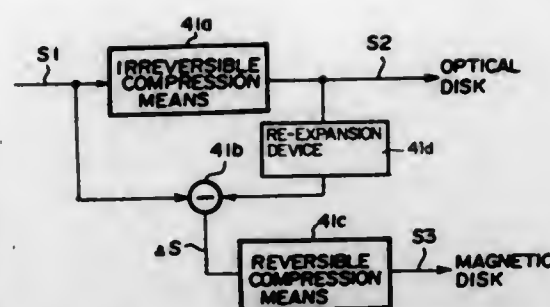 41a
S1
IRREVERSIBLE
COMPRESSION
MEANS
S2
OPTICAL
DISK
RE-EXPANSION
DEVICE
41d
41b
−
ΔS
41c
REVERSIBLE
COMPRESSION
MEANS
S3
MAGNETIC
DISK